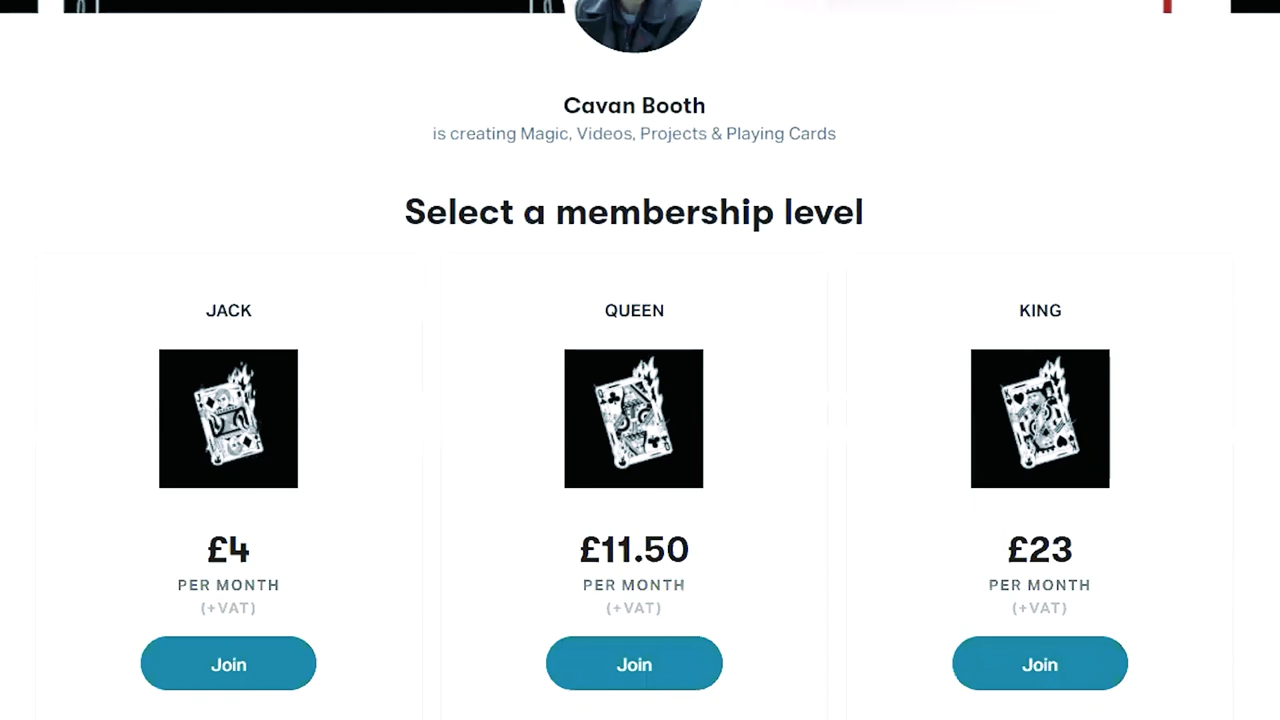 Cavan Booth
is creating Magic, Videos, Projects & Playing Cards
Select a membership level
JACK
QUEEN
KING
£4
£11.50
£23
PER MONTH
PER MONTH
PER MONTH
(+VAT)
(+VAT)
(+VAT)
Join
Join
Join